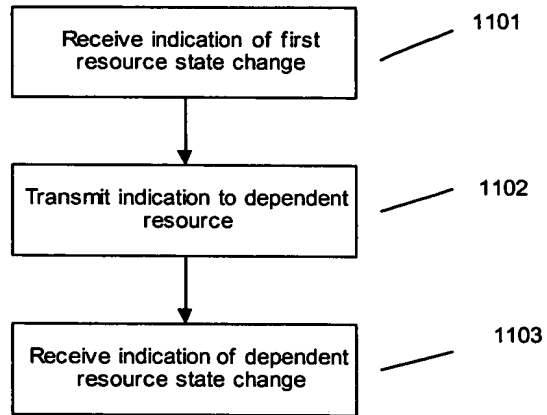 Receive indication of first
resource state change
1101
Transmit indication to dependent
resource
1102
Receive indication of dependent
resource state change
1103